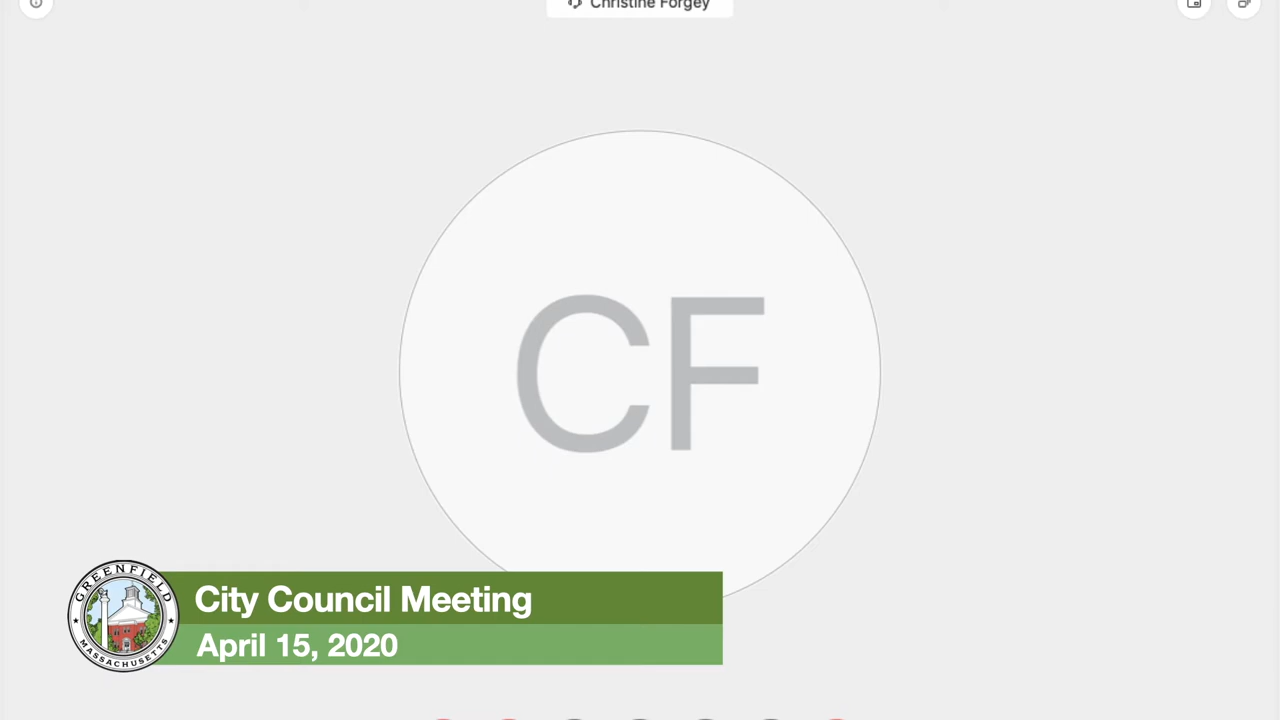 Christine Forgey
CF
City Council Meeting
April 15, 2020
GREENFIELD
MASSACHUSETTS